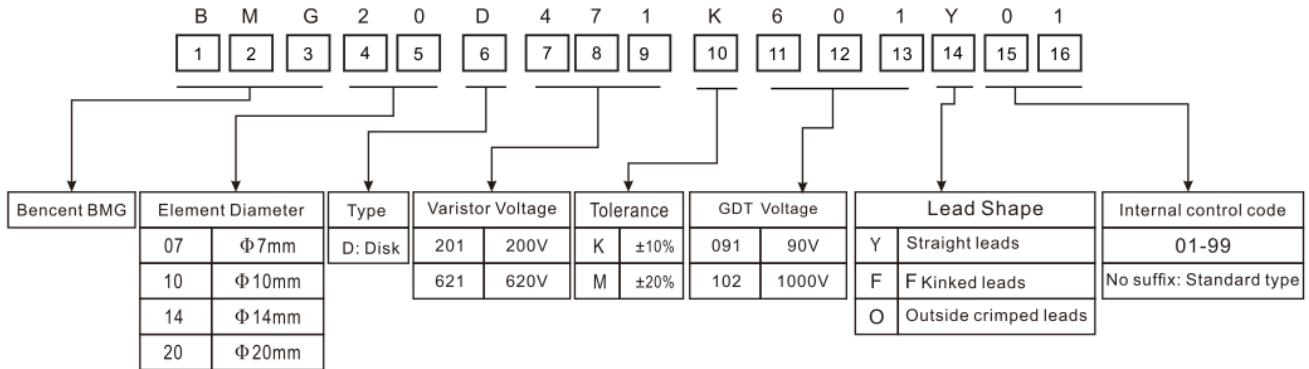 B M G 2 0 D 4 7 1 K 6 0 1 Y 0 1
1 2 3 4 5 6 7 8 9 10 11 12 13 14 15 16
Bencent BMG
Element Diameter
07 Φ7mm
10 Φ10mm
14 Φ14mm
20 Φ20mm
Type
D: Disk
Varistor Voltage
201 200V
621 620V
Tolerance
K ±10%
M ±20%
GDT Voltage
091 90V
102 1000V
Lead Shape
Y Straight leads
F F Kinked leads
O Outside crimped leads
Internal control code
01-99
No suffix: Standard type